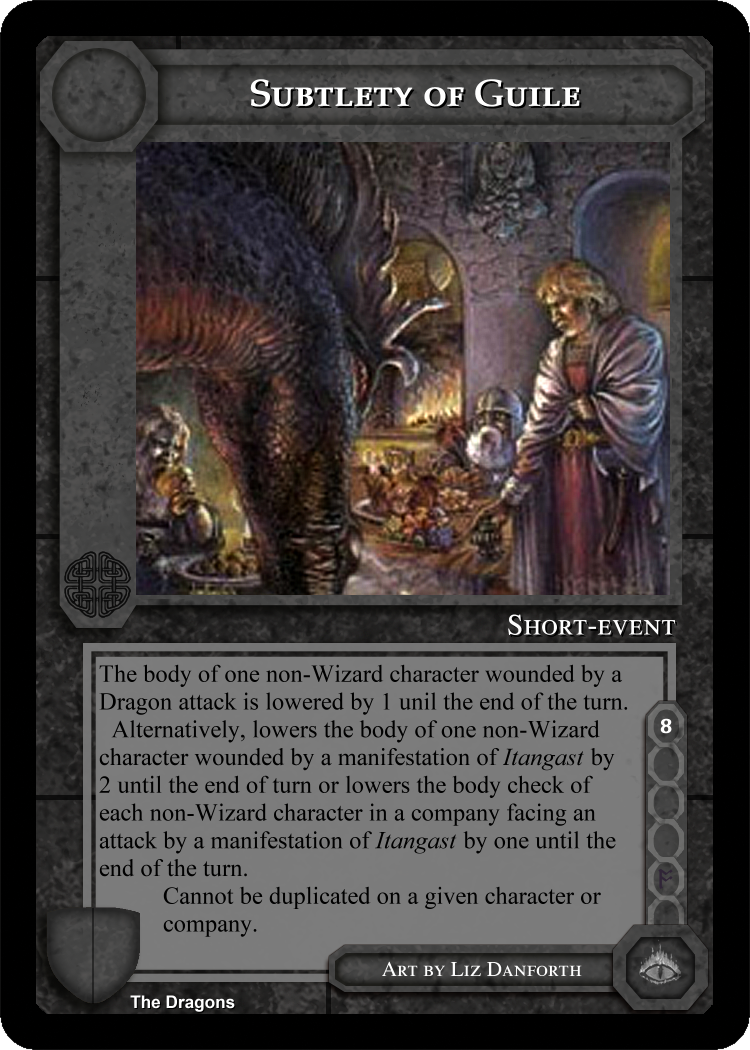 Subtlety of Guile
Short-event
The body of one non-Wizard character wounded by a
Dragon attack is lowered by 1 unil the end of the turn.
Alternatively, lowers the body of one non-Wizard
character wounded by a manifestation of Itangast by
2 until the end of turn or lowers the body check of
each non-Wizard character in a company facing an
attack by a manifestation of Itangast by one until the
end of the turn.
Cannot be duplicated on a given character or
company.
8
Art by Liz Danforth
The Dragons